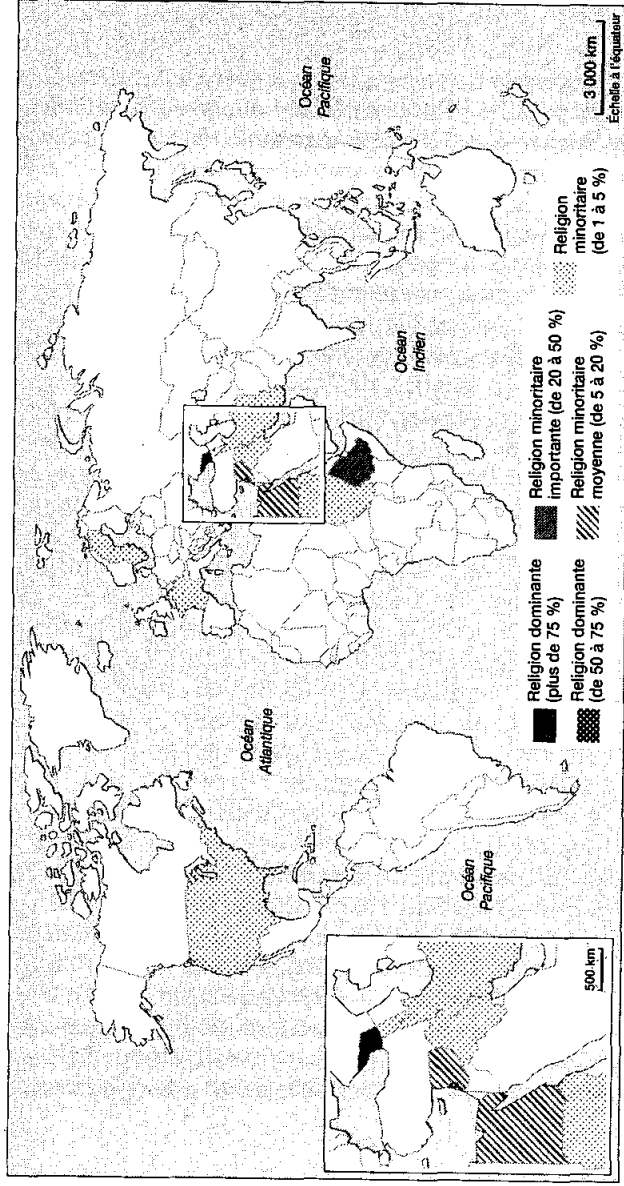 Océan
Pacifique
Océan
Atlantique
Océan
Indien
Océan
Pacifique
Religion dominante
(plus de 75 %)
Religion dominante
(de 50 à 75 %)
Religion minoritaire
importante (de 20 à 50 %)
Religion minoritaire
moyenne (de 5 à 20 %)
Religion
minoritaire
(de 1 à 5 %)
3 000 km
Échelle à l'équateur
500 km